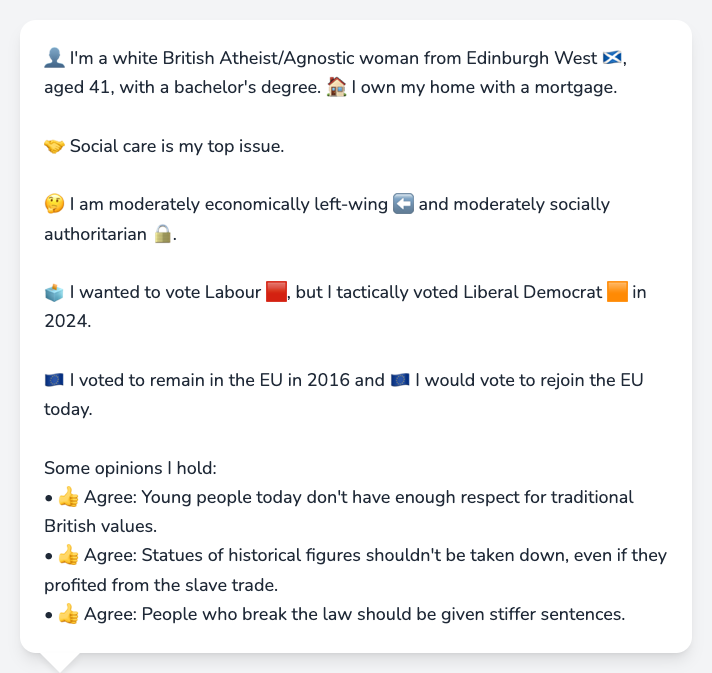 👤 I'm a white British Atheist/Agnostic woman from Edinburgh West 🏴󠁧󠁢󠁳󠁣󠁴󠁿,
aged 41, with a bachelor's degree. 🏠 I own my home with a mortgage.
🤝 Social care is my top issue.
🤔 I am moderately economically left-wing ⬅️ and moderately socially
authoritarian 🔒.
🗳️ I wanted to vote Labour 🟥, but I tactically voted Liberal Democrat 🟧 in
2024.
🇪🇺 I voted to remain in the EU in 2016 and 🇪🇺 I would vote to rejoin the EU
today.
Some opinions I hold:
• 👍 Agree: Young people today don't have enough respect for traditional
British values.
• 👍 Agree: Statues of historical figures shouldn't be taken down, even if they
profited from the slave trade.
• 👍 Agree: People who break the law should be given stiffer sentences.